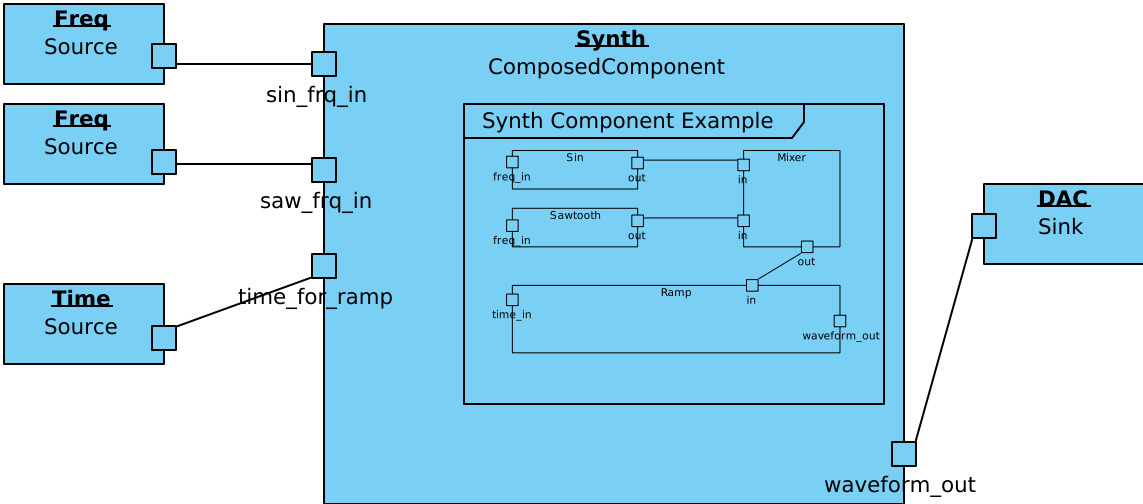 Freq
Source
Freq
Source
Time
Source
sin_frq_in
saw_frq_in
time_for_ramp
Synth
ComposedComponent
Synth Component Example
Sin
freq_in
out
Sawtooth
freq_in
out
Mixer
in
in
out
Ramp
in
time_in
waveform_out
waveform_out
DAC
Sink